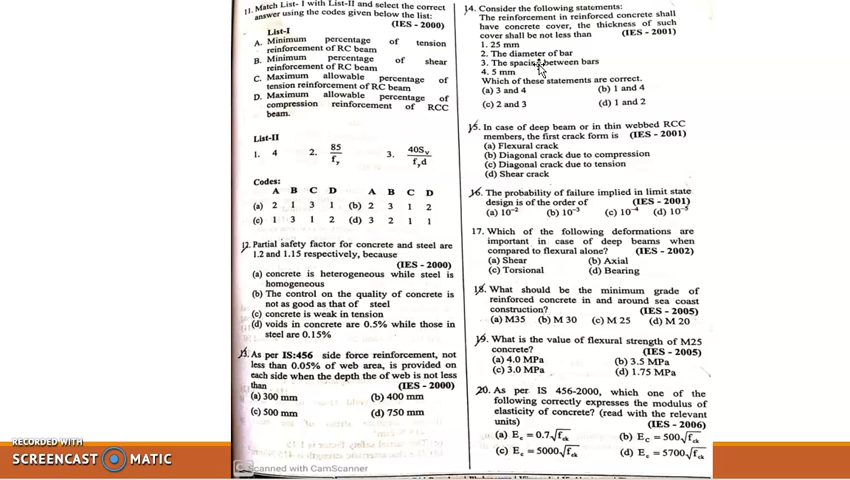 11. Match List- I with List-II and select the correct
answer using the codes given below the list:
(IES - 2000)
List-I
A. Minimum percentage of tension
reinforcement of RC beam
B. Minimum percentage of shear
reinforcement of RC beam
C. Maximum allowable percentage of
tension reinforcement of RC beam
D. Maximum allowable percentage of
compression reinforcement of RCC
beam.
List-II
1. 4 2. 85/fy 3. 40Sv/fyd
Codes:
A B C D A B C D
(a) 2 1 3 1 (b) 2 3 1 2
(c) 1 3 1 2 (d) 3 2 1 1
12. Partial safety factor for concrete and steel are
1.2 and 1.15 respectively, because
(IES - 2000)
(a) concrete is heterogeneous while steel is
homogeneous
(b) The control on the quality of concrete is
not as good as that of steel
(c) concrete is weak in tension
(d) voids in concrete are 0.5% while those in
steel are 0.15%
13. As per IS:456 side force reinforcement, not
less than 0.05% of web area, is provided on
each side when the depth the of web is not less
than (IES - 2000)
(a) 300 mm (b) 400 mm
(c) 500 mm (d) 750 mm
Scanned with CamScanner
14. Consider the following statements:
The reinforcement in reinforced concrete shall
have concrete cover, the thickness of such
cover shall be not less than (IES - 2001)
1. 25 mm
2. The diameter of bar
3. The spacing between bars
4. 5 mm
Which of these statements are correct.
(a) 3 and 4 (b) 1 and 4
(c) 2 and 3 (d) 1 and 2
15. In case of deep beam or in thin webbed RCC
members, the first crack form is (IES - 2001)
(a) Flexural crack
(b) Diagonal crack due to compression
(c) Diagonal crack due to tension
(d) Shear crack
16. The probability of failure implied in limit state
design is of the order of (IES - 2001)
(a) 10⁻² (b) 10⁻³ (c) 10⁻⁴ (d) 10⁻⁵
17. Which of the following deformations are
important in case of deep beams when
compared to flexural alone? (IES - 2002)
(a) Shear (b) Axial
(c) Torsional (d) Bearing
18. What should be the minimum grade of
reinforced concrete in and around sea coast
construction? (IES - 2005)
(a) M35 (b) M 30 (c) M 25 (d) M 20
19. What is the value of flexural strength of M25
concrete? (IES - 2005)
(a) 4.0 MPa (b) 3.5 MPa
(c) 3.0 MPa (d) 1.75 MPa
20. As per IS 456-2000, which one of the
following correctly expresses the modulus of
elasticity of concrete? (read with the relevant
units) (IES - 2006)
(a) Ec = 0.7√fck (b) Ec = 500√fck
(c) Ec = 5000√fck (d) Ec = 5700√fck
RECORDED WITH
SCREENCAST MATIC